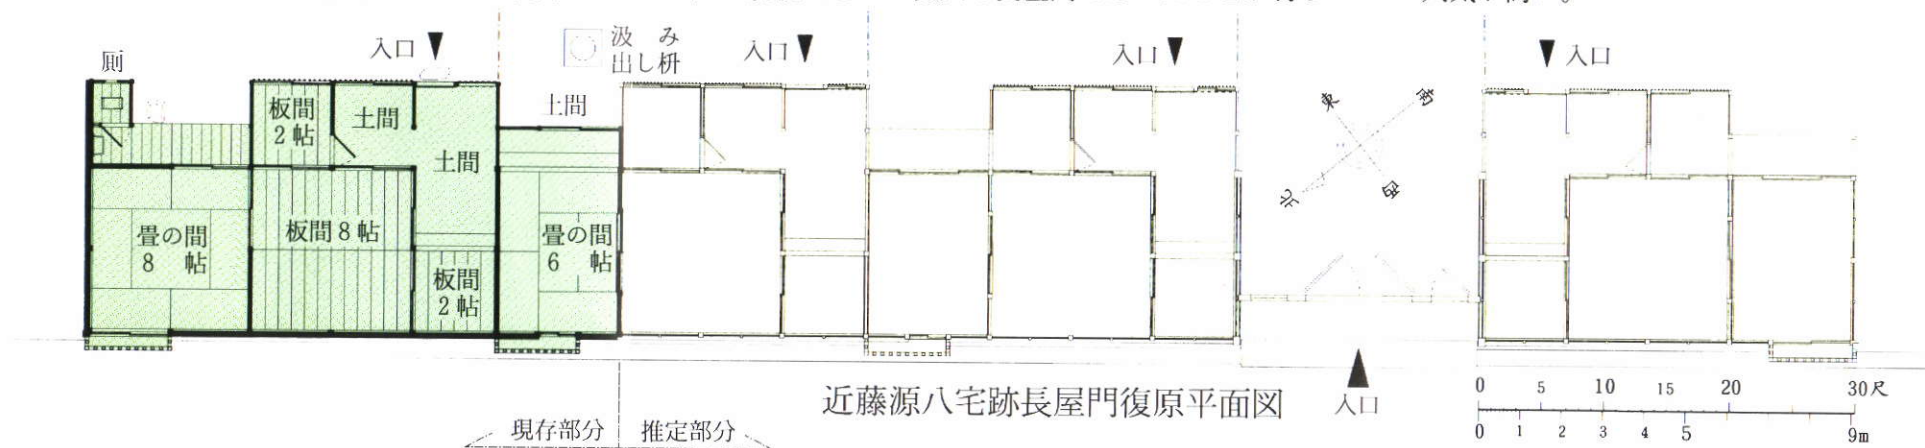 厠
入口
汲み
出し枡
入口
入口
入口
板間
2帖
土間
土間
土間
東
南
北
西
畳の間
8帖
板間8帖
板間
2帖
畳の間
6帖
近藤源八宅跡長屋門復原平面図
入口
0 5 10 15 20 30尺
0 1 2 3 4 5 9m
現存部分
推定部分